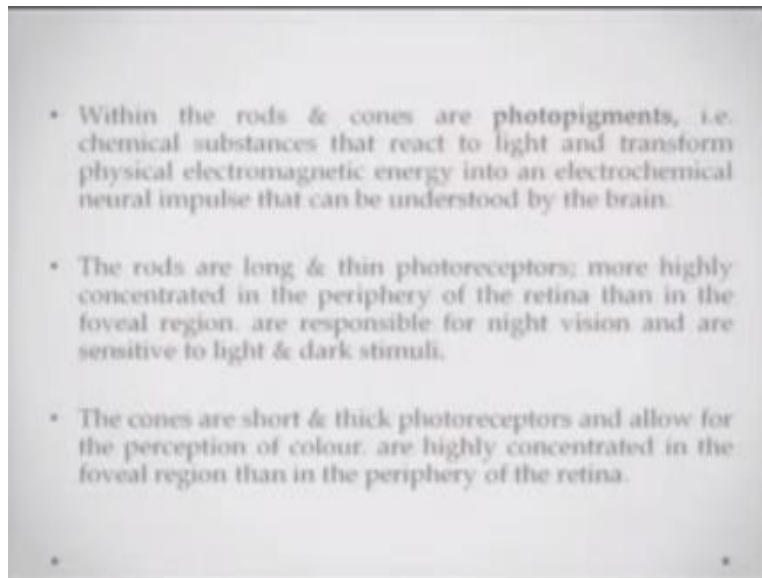 • Within the rods & cones are photopigments, i.e.
chemical substances that react to light and transform
physical electromagnetic energy into an electrochemical
neural impulse that can be understood by the brain.
• The rods are long & thin photoreceptors; more highly
concentrated in the periphery of the retina than in the
foveal region. are responsible for night vision and are
sensitive to light & dark stimuli.
• The cones are short & thick photoreceptors and allow for
the perception of colour. are highly concentrated in the
foveal region than in the periphery of the retina.